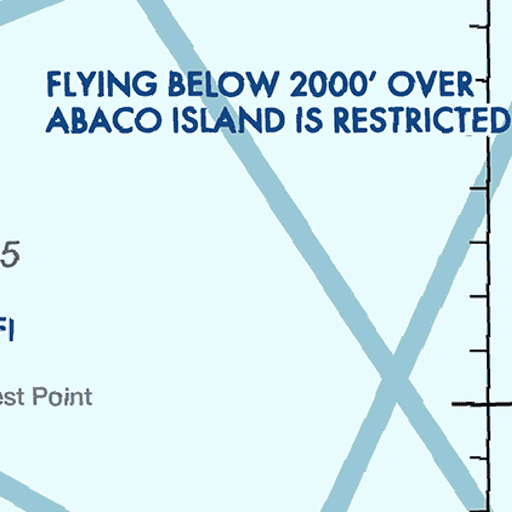 FLYING BELOW 2000′ OVER
ABACO ISLAND IS RESTRICTED
5
FI
est Point